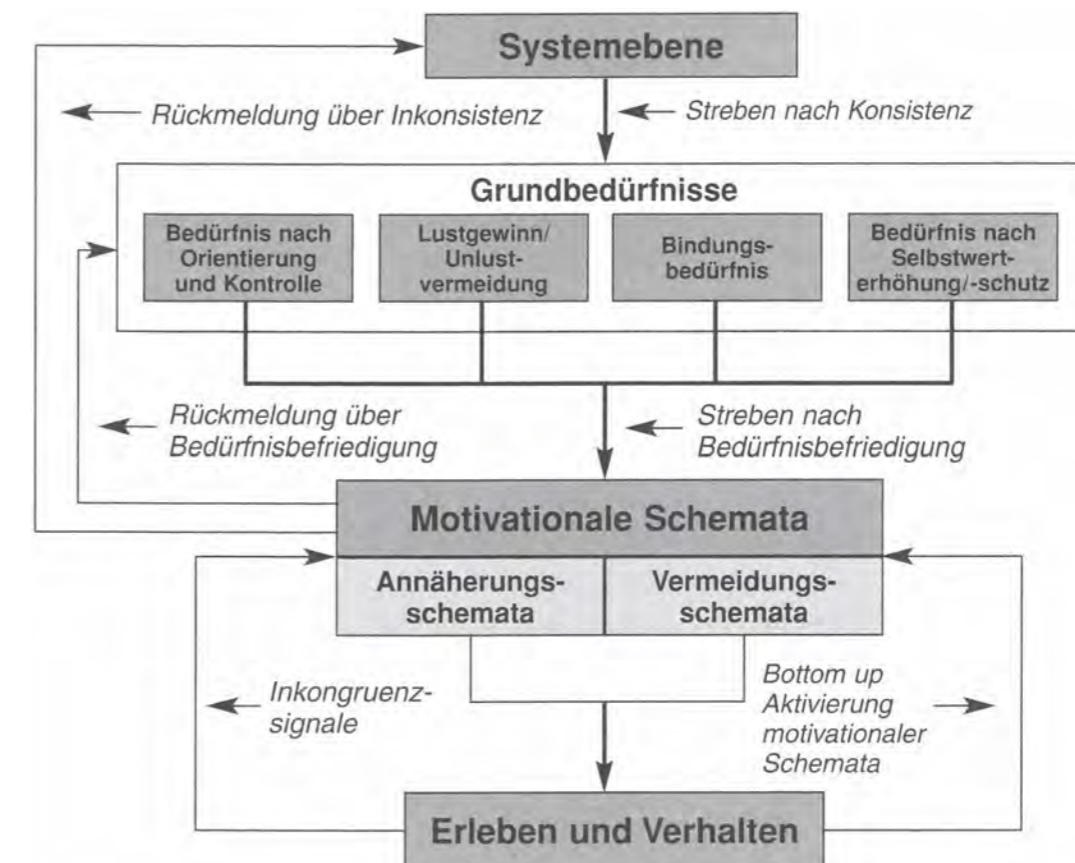 Systemebene
Rückmeldung über Inkonsistenz
Streben nach Konsistenz
Grundbedürfnisse
Bedürfnis nach
Orientierung
und Kontrolle
Lustgewinn/
Unlust-
vermeidung
Bindungs-
bedürfnis
Bedürfnis nach
Selbstwert-
erhöhung/-schutz
Rückmeldung über
Bedürfnisbefriedigung
Streben nach
Bedürfnisbefriedigung
Motivationale Schemata
Annäherungs-
schemata
Vermeidungs-
schemata
Inkongruenz-
signale
Bottom up
Aktivierung
motivationaler
Schemata
Erleben und Verhalten